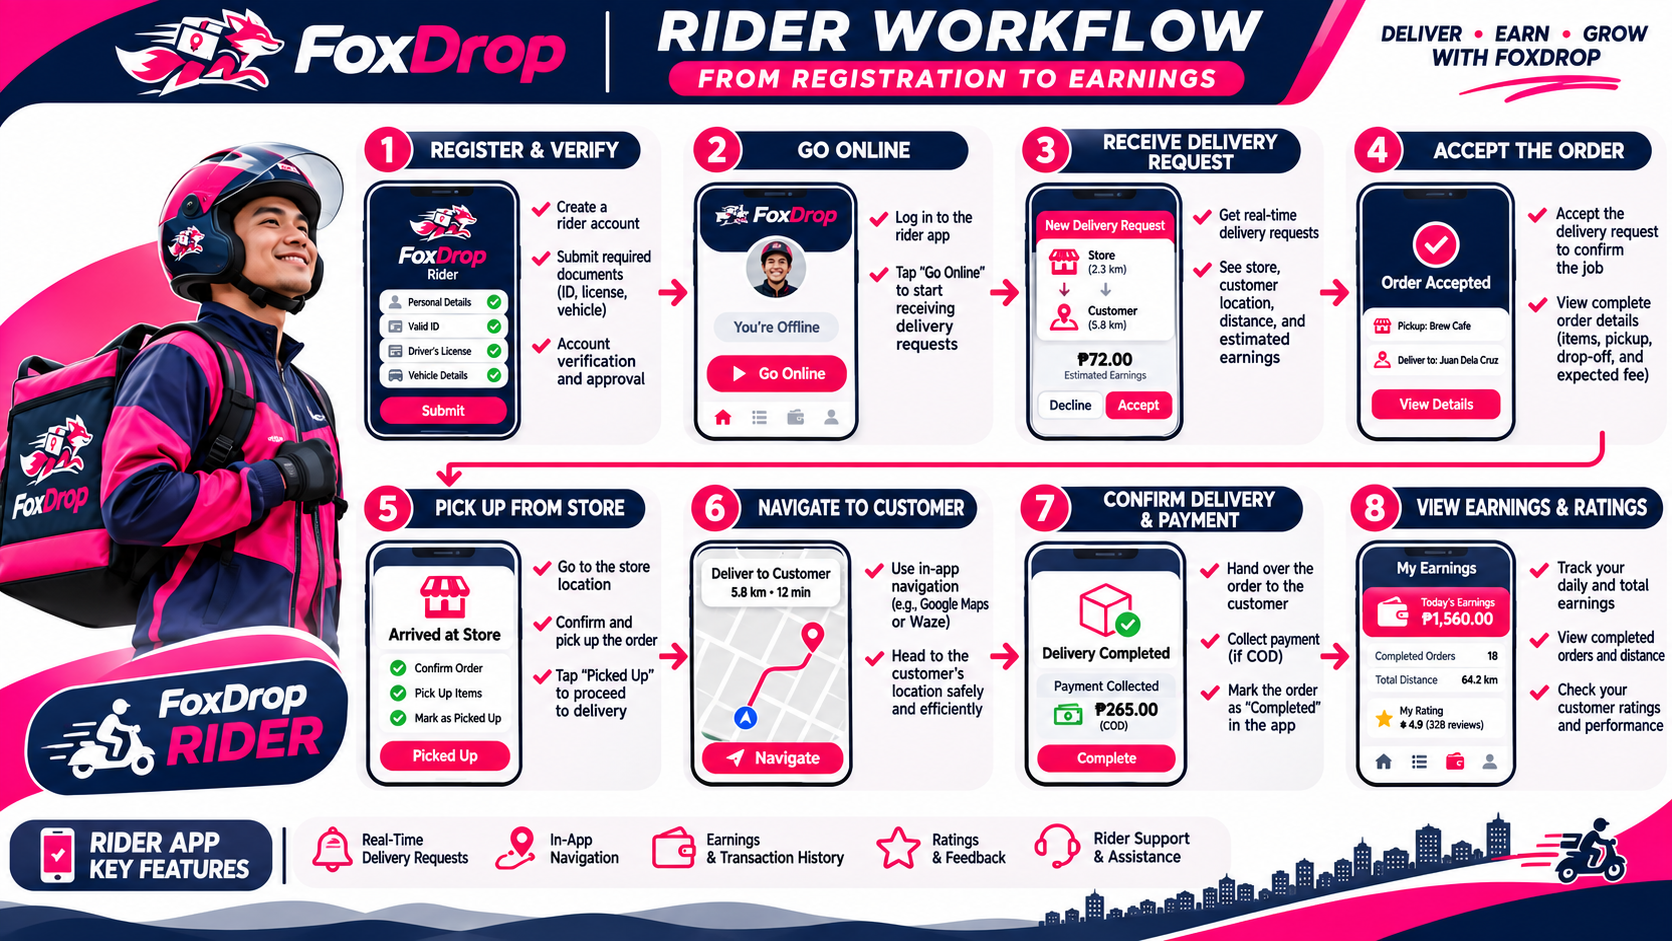 FoxDrop
RIDER WORKFLOW
FROM REGISTRATION TO EARNINGS
DELIVER • EARN • GROW
WITH FOXDROP
1
REGISTER & VERIFY
FoxDrop
Rider
Personal Details
Valid ID
Driver's License
Vehicle Details
Submit
Create a
rider account
Submit required
documents
(ID, license,
vehicle)
Account
verification
and approval
2
GO ONLINE
FoxDrop
You're Offline
Go Online
Log in to the
rider app
Tap "Go Online"
to start
receiving
delivery
requests
3
RECEIVE DELIVERY
REQUEST
New Delivery Request
Store
(2.3 km)
Customer
(5.8 km)
₱72.00
Estimated Earnings
Decline
Accept
Get real-time
delivery requests
See store,
customer
location,
distance, and
estimated
earnings
4
ACCEPT THE ORDER
Order Accepted
Pickup: Brew Cafe
Deliver to: Juan Dela Cruz
View Details
Accept the
delivery request
to confirm
the job
View complete
order details
(items, pickup,
drop-off, and
expected fee)
FoxDrop
FoxDrop
RIDER
5
PICK UP FROM STORE
Arrived at Store
Confirm Order
Pick Up Items
Mark as Picked Up
Picked Up
Go to the store
location
Confirm and
pick up the order
Tap "Picked Up"
to proceed
to delivery
6
NAVIGATE TO CUSTOMER
Deliver to Customer
5.8 km • 12 min
Navigate
Use in-app
navigation
(e.g., Google Maps
or Waze)
Head to the
customer's
location safely
and efficiently
7
CONFIRM DELIVERY
& PAYMENT
Delivery Completed
Payment Collected
₱265.00
(COD)
Complete
Hand over the
order to the
customer
Collect payment
(if COD)
Mark the order
as "Completed"
in the app
8
VIEW EARNINGS & RATINGS
My Earnings
Today's Earnings
₱1,560.00
Completed Orders 18
Total Distance 64.2 km
My Rating
4.9 (328 reviews)
Track your
daily and total
earnings
View completed
orders and distance
Check your
customer ratings
and performance
RIDER APP
KEY FEATURES
Real-Time
Delivery Requests
In-App
Navigation
Earnings
& Transaction History
Ratings
& Feedback
Rider Support
& Assistance